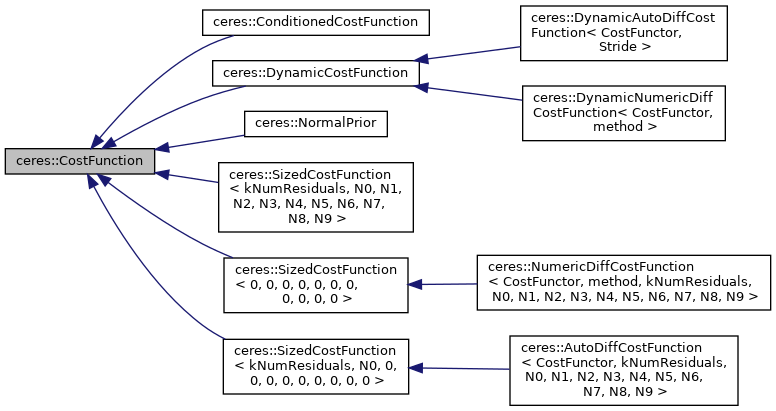 ceres::ConditionedCostFunction
ceres::DynamicAutoDiffCost
Function< CostFunctor,
Stride >
ceres::DynamicCostFunction
ceres::DynamicNumericDiff
CostFunction< CostFunctor,
method >
ceres::NormalPrior
ceres::CostFunction
ceres::SizedCostFunction
< kNumResiduals, N0, N1,
N2, N3, N4, N5, N6, N7,
N8, N9 >
ceres::SizedCostFunction
< 0, 0, 0, 0, 0, 0, 0,
0, 0, 0, 0 >
ceres::NumericDiffCostFunction
< CostFunctor, method, kNumResiduals,
N0, N1, N2, N3, N4, N5, N6, N7, N8, N9 >
ceres::SizedCostFunction
< kNumResiduals, N0, 0,
0, 0, 0, 0, 0, 0, 0, 0 >
ceres::AutoDiffCostFunction
< CostFunctor, kNumResiduals,
N0, N1, N2, N3, N4, N5, N6,
N7, N8, N9 >